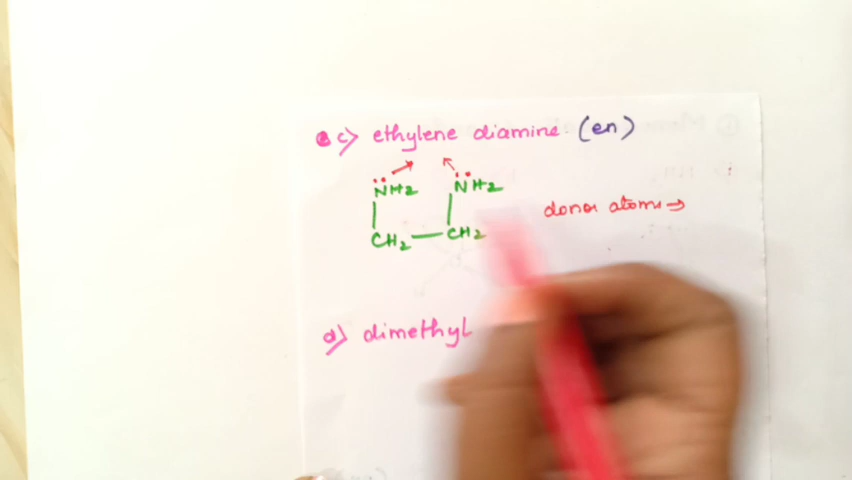 c) ethylene diamine (en)
NH2 NH2
donor atoms →
CH2 — CH2
d) dimethyl